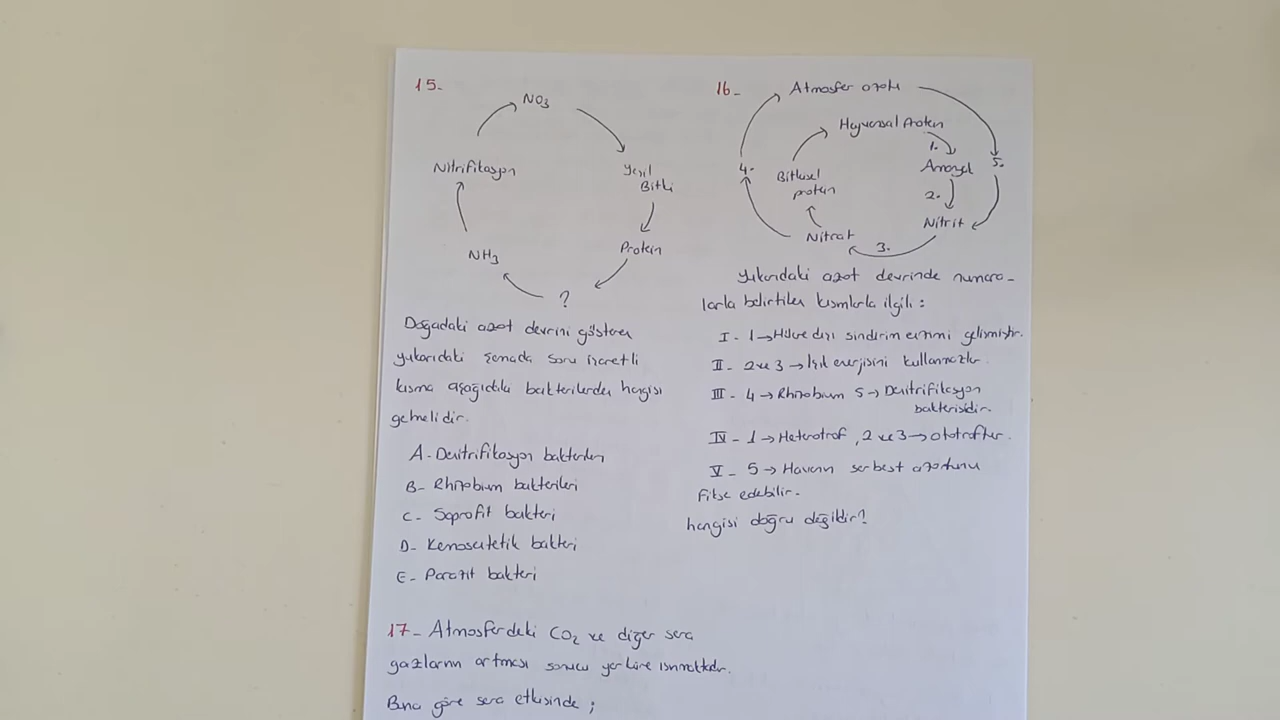 15-
NO3
Nitrifikasyon
Yeşil
Bitki
NH3
Protein
?
Doğadaki azot devrini gösteren
yukarıdaki şemada soru işaretli
kısma aşağıdaki bakterilerden hangisi
gelmelidir.
A- Denitrifikasyon bakterileri
B- Rhizobium bakterileri
C- Saprofit bakteri
D- Kemosentetik bakteri
E- Parazit bakteri
16-
Atmosfer azotu
Hayvansal Protein
1.
4.
Bitkisel
protein
Amonyak
5.
2.
Nitrit
Nitrat
3.
Yukarıdaki azot devrinde numara-
larla belirtilen kısımlarla ilgili:
I- 1→Hücre dışı sindirim enzimi gelişmiştir.
II- 2 ve 3→Işık enerjisini kullanmazlar.
III- 4→Rhizobium 5→Denitrifikasyon
bakterisidir.
IV- 1→Heterotrof, 2 ve 3→ototrofter.
V- 5→Havanın serbest azotunu
fikse edebilir.
hangisi doğru değildir?
17- Atmosferdeki CO2 ve diğer sera
gazlarının artması sonucu yerküre ısınmaktadır.
Buna göre sera etkisinde;